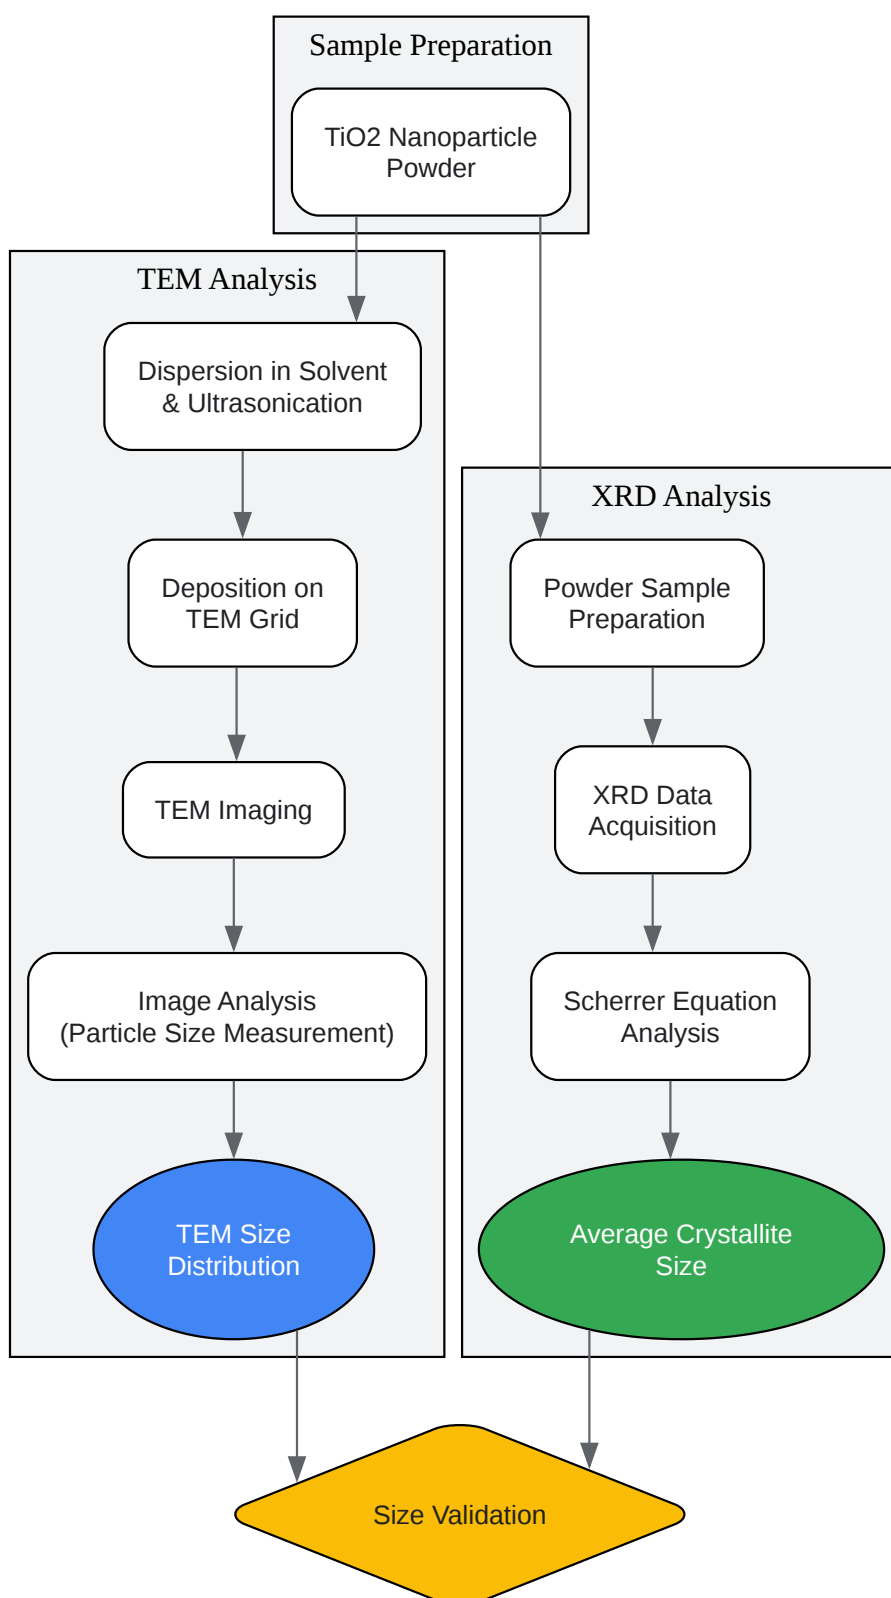 Sample Preparation
TiO2 Nanoparticle
Powder
TEM Analysis
Dispersion in Solvent
& Ultrasonication
Deposition on
TEM Grid
TEM Imaging
Image Analysis
(Particle Size Measurement)
TEM Size
Distribution
XRD Analysis
Powder Sample
Preparation
XRD Data
Acquisition
Scherrer Equation
Analysis
Average Crystallite
Size
Size Validation